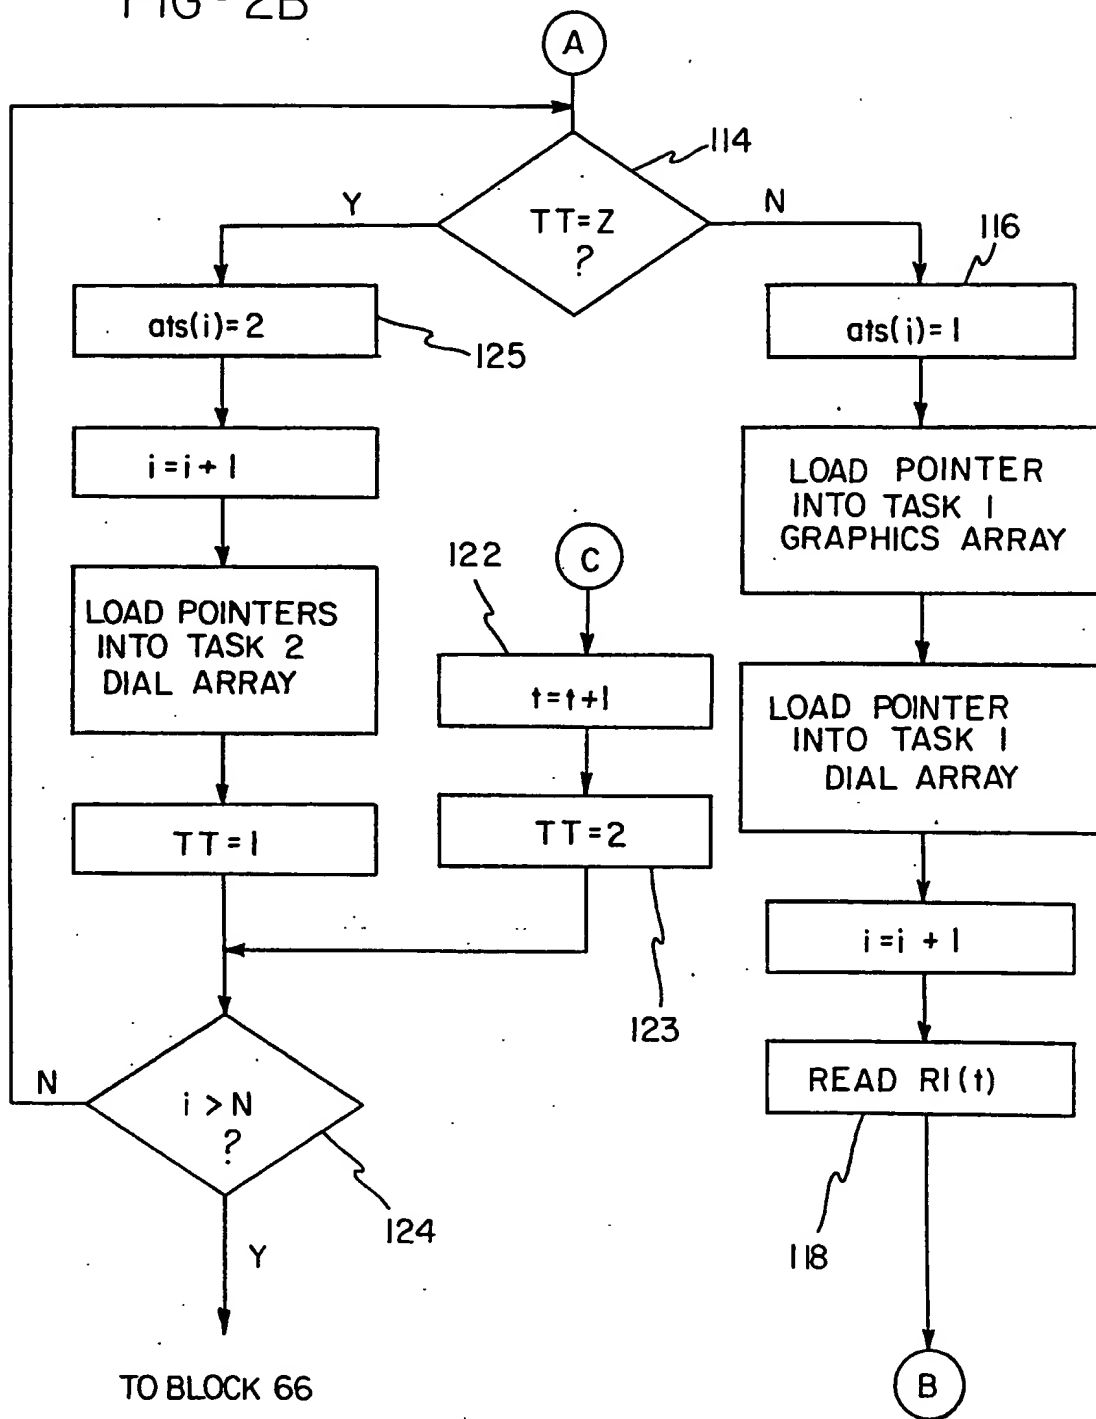 FIG-2B
A
114
Y
TT=Z
?
N
116
ats(i)=2
125
ats(i)=1
i=i+1
LOAD POINTER
INTO TASK 1
GRAPHICS ARRAY
122
C
LOAD POINTERS
INTO TASK 2
DIAL ARRAY
t=t+1
LOAD POINTER
INTO TASK 1
DIAL ARRAY
TT=1
TT=2
i=i+1
123
N
i>N
?
READ RI(t)
124
118
Y
TO BLOCK 66
B